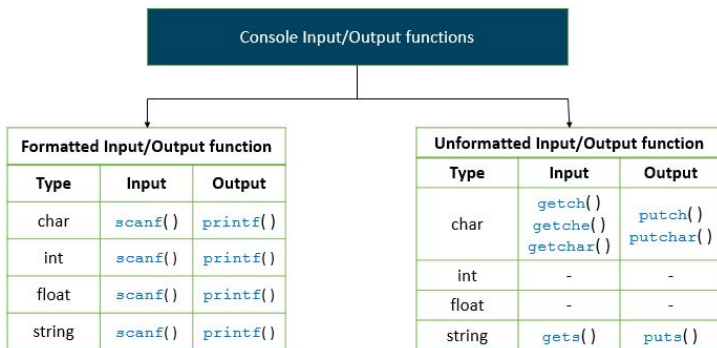 Console Input/Output functions
Formatted Input/Output function
Type Input Output
char scanf() printf()
int scanf() printf()
float scanf() printf()
string scanf() printf()
Unformatted Input/Output function
Type Input Output
char
getch()
getche()
getchar()
putch()
putchar()
int - -
float - -
string gets() puts()